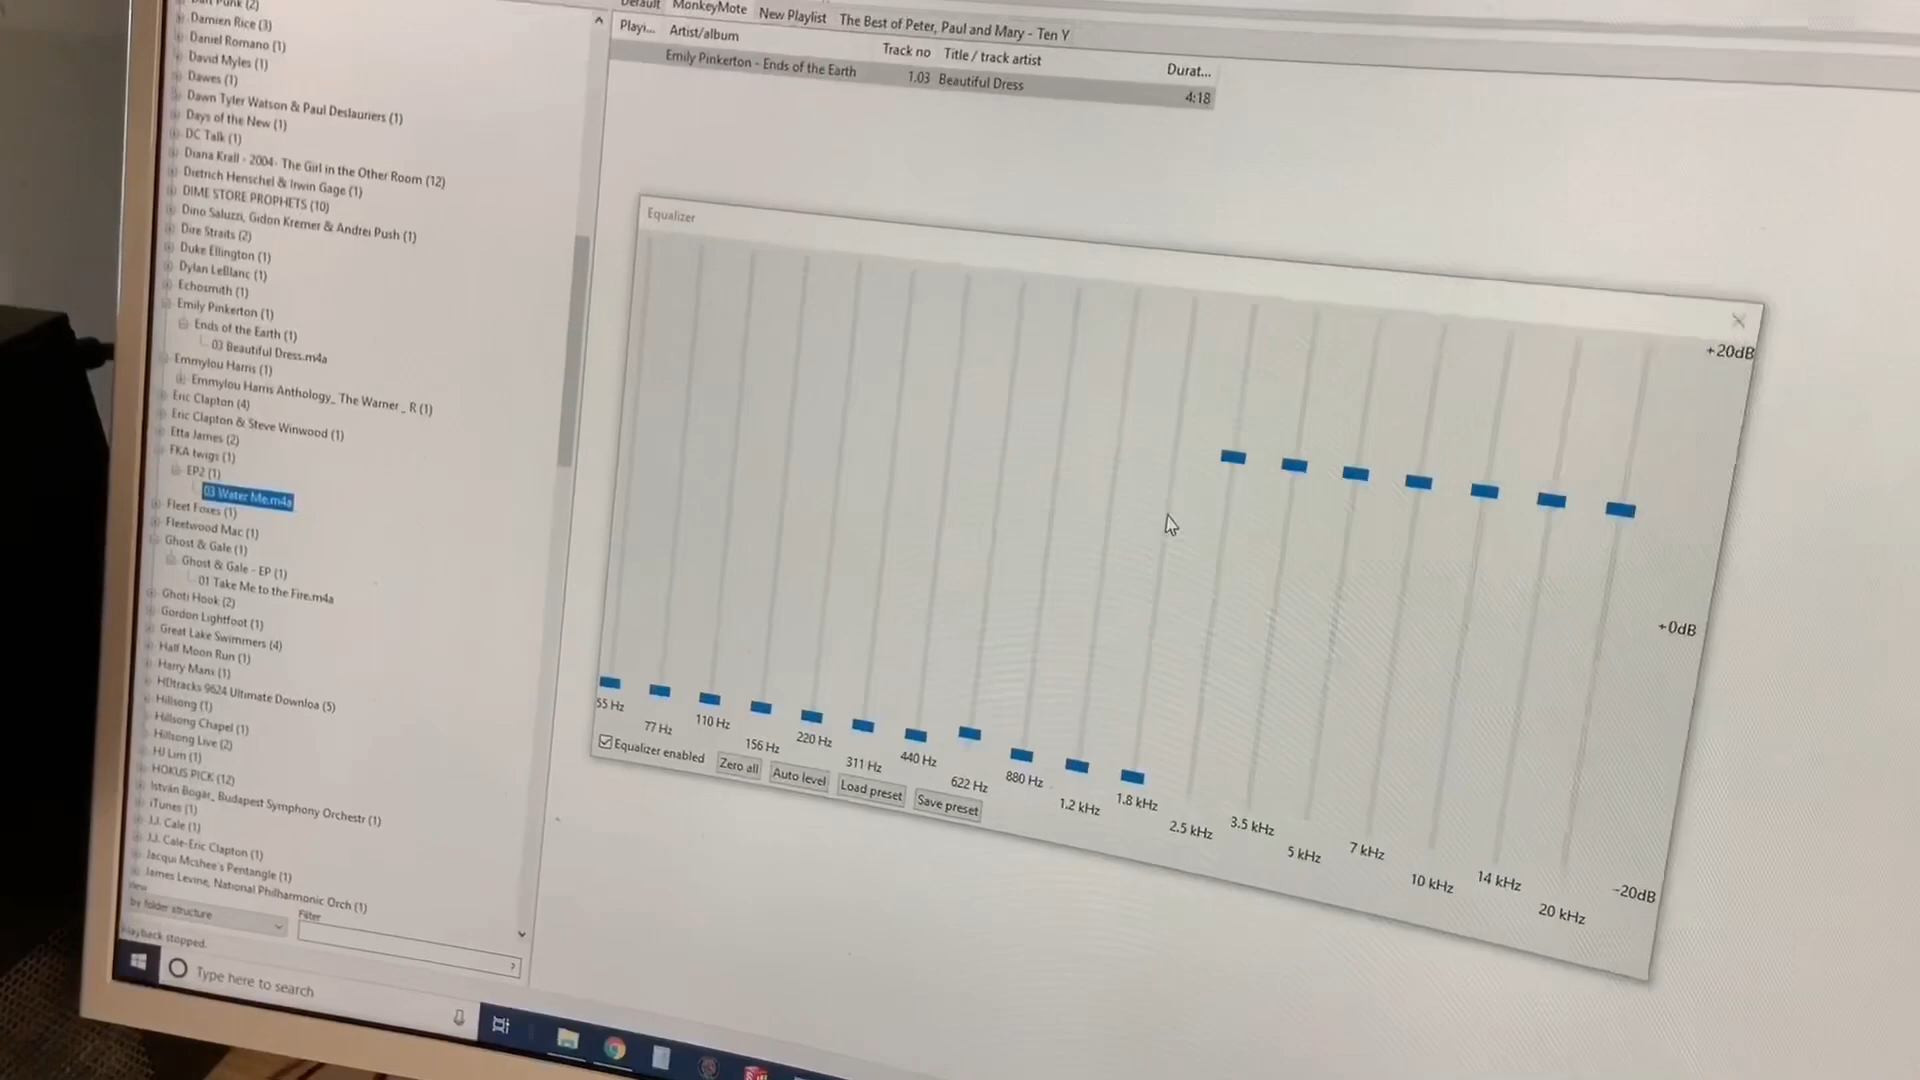 Default MonkeyMote New Playlist The Best of Peter, Paul and Mary - Ten Y
Playi... Artist/album Track no Title / track artist Durat...
Emily Pinkerton - Ends of the Earth 1.03 Beautiful Dress 4:18
Damien Rice (3)
Daniel Romano (1)
David Myles (1)
Dawes (1)
Dawn Tyler Watson & Paul Deslauriers (1)
Days of the New (1)
DC Talk (1)
Diana Krall - 2004- The Girl in the Other Room (12)
Dietrich Henschel & Irwin Gage (1)
DIME STORE PROPHETS (10)
Dino Saluzzi, Gidon Kremer & Andrei Push (1)
Dire Straits (2)
Duke Ellington (1)
Dylan LeBlanc (1)
Echosmith (1)
Emily Pinkerton (1)
Ends of the Earth (1)
03 Beautiful Dress.m4a
Emmylou Harris (1)
Emmylou Harris Anthology_ The Warner _ R (1)
Eric Clapton (4)
Eric Clapton & Steve Winwood (1)
Etta James (2)
FKA twigs (1)
EP2 (1)
03 Water Me.m4a
Fleet Foxes (1)
Fleetwood Mac (1)
Ghost & Gale (1)
Ghost & Gale - EP (1)
01 Take Me to the Fire.m4a
Ghoti Hook (2)
Gordon Lightfoot (1)
Great Lake Swimmers (4)
Half Moon Run (1)
Harry Mans (1)
HDtracks 9624 Ultimate Downloa (5)
Hillsong (1)
Hillsong Chapel (1)
Hillsong Live (2)
HJ Lim (1)
HOKUS PICK (12)
István Bogár_ Budapest Symphony Orchestr (1)
iTunes (1)
J.J. Cale (1)
J.J. Cale-Eric Clapton (1)
Jacqui Mcshee's Pentangle (1)
James Levine, National Philharmonic Orch (1)
View
by folder structure
Filter
?
Playback stopped.
Type here to search
Equalizer
+20dB
+0dB
-20dB
55 Hz
77 Hz
110 Hz
156 Hz
220 Hz
311 Hz
440 Hz
622 Hz
880 Hz
1.2 kHz
1.8 kHz
2.5 kHz
3.5 kHz
5 kHz
7 kHz
10 kHz
14 kHz
20 kHz
Equalizer enabled
Zero all
Auto level
Load preset
Save preset